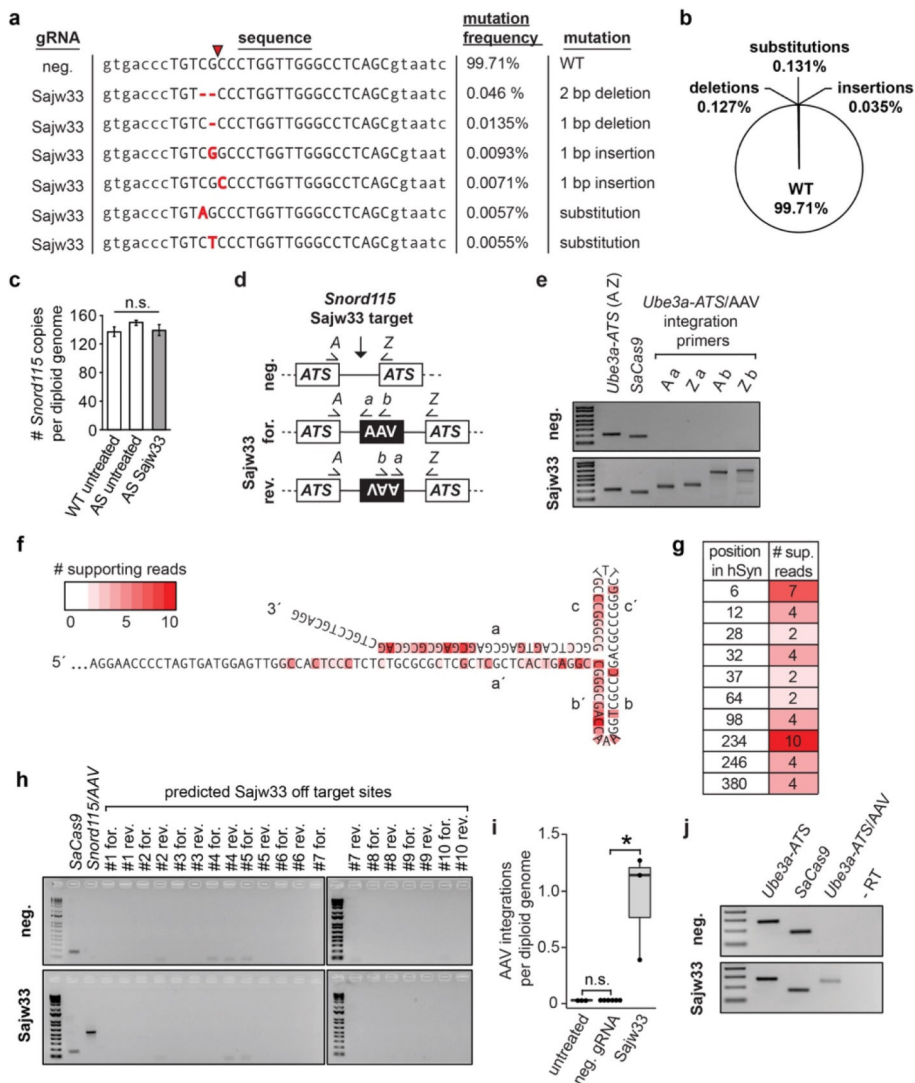 a
gRNA sequence mutation frequency mutation
neg. gtgacccTGTCGCCCTGGTTGGGCCTCAGCgtaatc 99.71% WT
Sajw33 gtgacccTGT--CCCTGGTTGGGCCTCAGCgtaatc 0.046 % 2 bp deletion
Sajw33 gtgacccTGTC-CCCTGGTTGGGCCTCAGCgtaatc 0.0135% 1 bp deletion
Sajw33 gtgacccTGTCGGCCCTGGTTGGGCCTCAGCgtaat 0.0093% 1 bp insertion
Sajw33 gtgacccTGTCGCCCCTGGTTGGGCCTCAGCgtaat 0.0071% 1 bp insertion
Sajw33 gtgacccTGTAGCCCTGGTTGGGCCTCAGCgtaatc 0.0057% substitution
Sajw33 gtgacccTGTCTCCCTGGTTGGGCCTCAGCgtaatc 0.0055% substitution
b
substitutions
0.131%
deletions
0.127%
insertions
0.035%
WT
99.71%
c
# Snord115 copies
per diploid genome
n.s.
160
120
80
40
0
WT untreated
AS untreated
AS Sajw33
d
Snord115
Sajw33 target
neg.
A Z
ATS ATS
Sajw33
for.
A a b Z
ATS AAV ATS
rev.
A b a Z
ATS AAV ATS
e
Ube3a-ATS (A Z)
SaCas9
Ube3a-ATS/AAV
integration
primers
A a
Z a
A b
Z b
neg.
Sajw33
f
# supporting reads
0 5 10
3´
5´ ...AGGAACCCCTAGTGATGGAGTTGGCCACTCCCTCTCTGCGCGCTCGCTCGCTCACTGAGGC
a
a´
b
b´
c
c´
g
position in hSyn # sup. reads
6 7
12 4
28 2
32 4
37 2
64 2
98 4
234 10
246 4
380 4
h
predicted Sajw33 off target sites
SaCas9
Snord115/AAV
#1 for.
#1 rev.
#2 for.
#2 rev.
#3 for.
#3 rev.
#4 for.
#4 rev.
#5 for.
#5 rev.
#6 for.
#6 rev.
#7 for.
#7 rev.
#8 for.
#8 rev.
#9 for.
#9 rev.
#10 for.
#10 rev.
neg.
Sajw33
i
AAV integrations
per diploid genome
1.5
1.0
0.5
0
n.s.
*
untreated
neg. gRNA
Sajw33
j
Ube3a-ATS
SaCas9
Ube3a-ATS/AAV
- RT
neg.
Sajw33